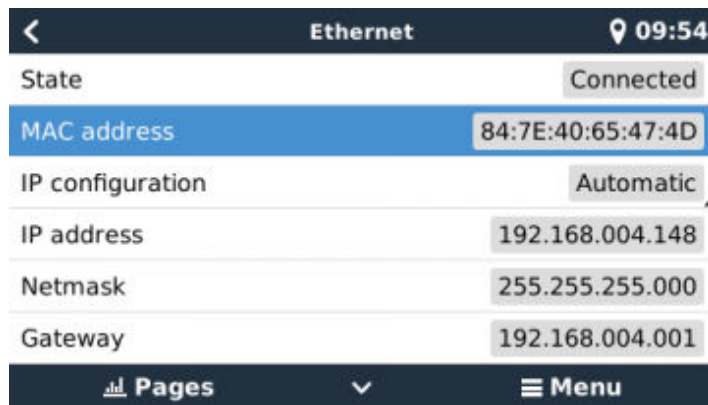 Ethernet 09:54
State Connected
MAC address 84:7E:40:65:47:4D
IP configuration Automatic
IP address 192.168.004.148
Netmask 255.255.255.000
Gateway 192.168.004.001
Pages Menu